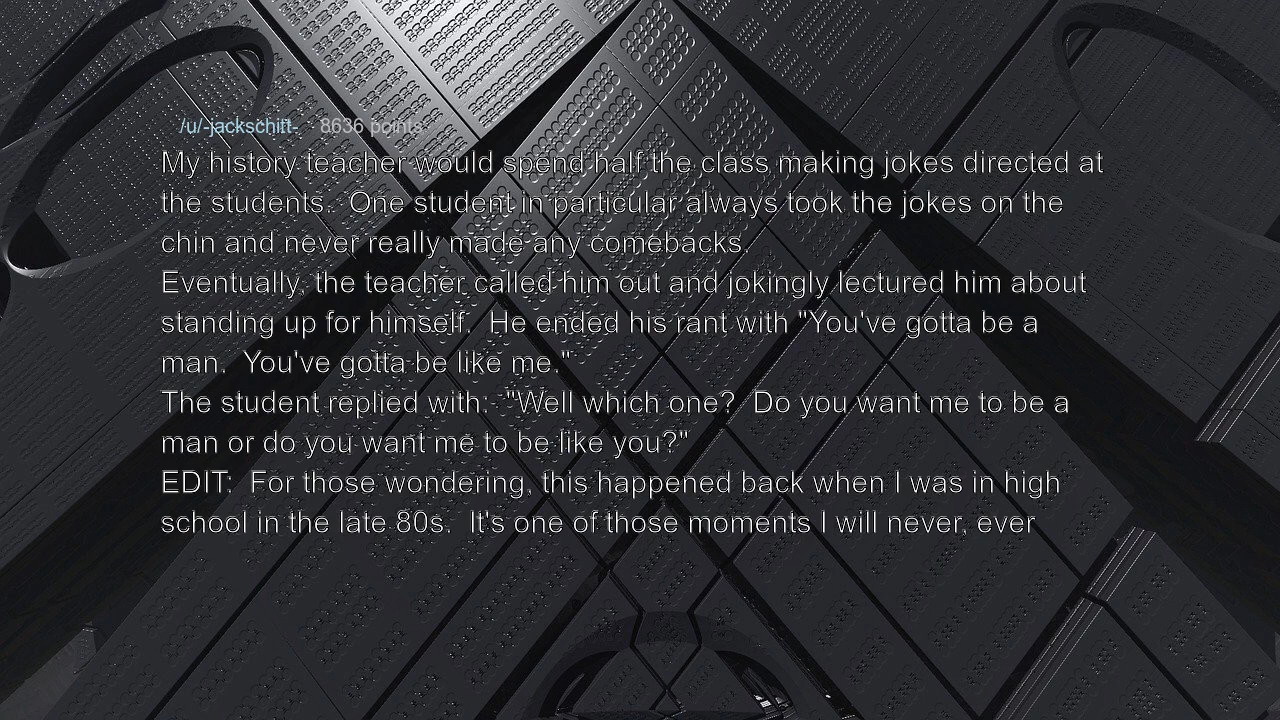 /u/-jackschitt- 8636 points
My history teacher would spend half the class making jokes directed at
the students.  One student in particular always took the jokes on the
chin and never really made any comebacks.
Eventually, the teacher called him out and jokingly lectured him about
standing up for himself.  He ended his rant with "You've gotta be a
man.  You've gotta be like me."
The student replied with:  "Well which one?  Do you want me to be a
man or do you want me to be like you?"
EDIT:  For those wondering, this happened back when I was in high
school in the late 80s.  It's one of those moments I will never, ever